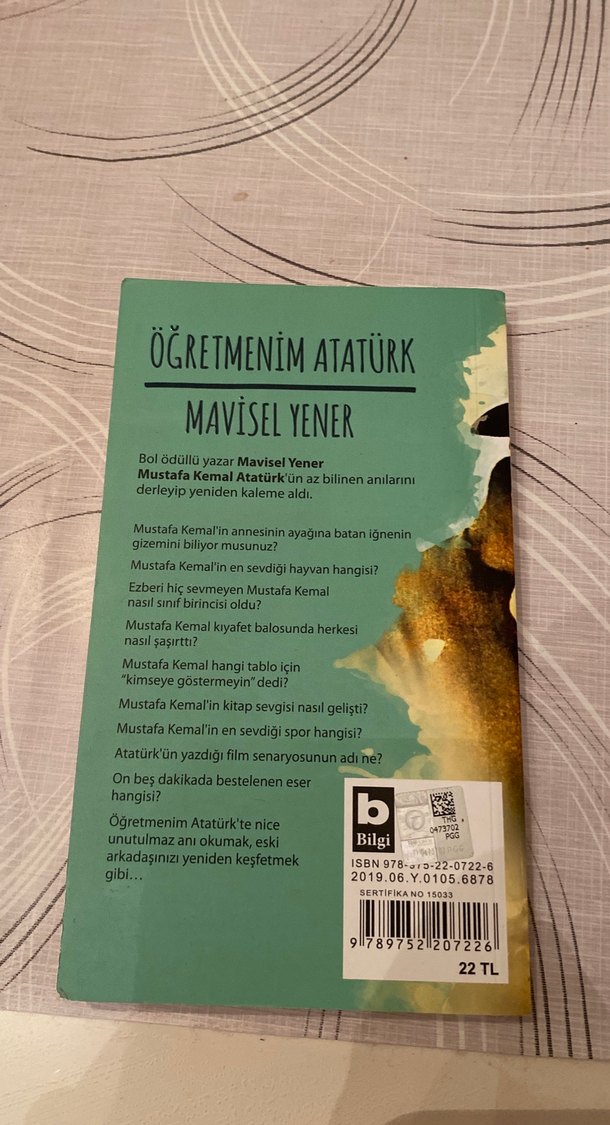 ÖĞRETMENİM ATATÜRK
MAVİSEL YENER
Bol ödüllü yazar Mavisel Yener
Mustafa Kemal Atatürk'ün az bilinen anılarını
derleyip yeniden kaleme aldı.
Mustafa Kemal'in annesinin ayağına batan iğnenin
gizemini biliyor musunuz?
Mustafa Kemal'in en sevdiği hayvan hangisi?
Ezberi hiç sevmeyen Mustafa Kemal
nasıl sınıf birincisi oldu?
Mustafa Kemal kıyafet balosunda herkesi
nasıl şaşırttı?
Mustafa Kemal hangi tablo için
"kimseye göstermeyin" dedi?
Mustafa Kemal'in kitap sevgisi nasıl gelişti?
Mustafa Kemal'in en sevdiği spor hangisi?
Atatürk'ün yazdığı film senaryosunun adı ne?
On beş dakikada bestelenen eser
hangisi?
Öğretmenim Atatürk'te nice
unutulmaz anı okumak, eski
arkadaşınızı yeniden keşfetmek
gibi...
b
Bilgi
THG
0473702
PGG
ISBN 978-975-22-0722-6
2019.06.Y.0105.6878
SERTİFİKA NO 15033
9 789752 207226
22 TL